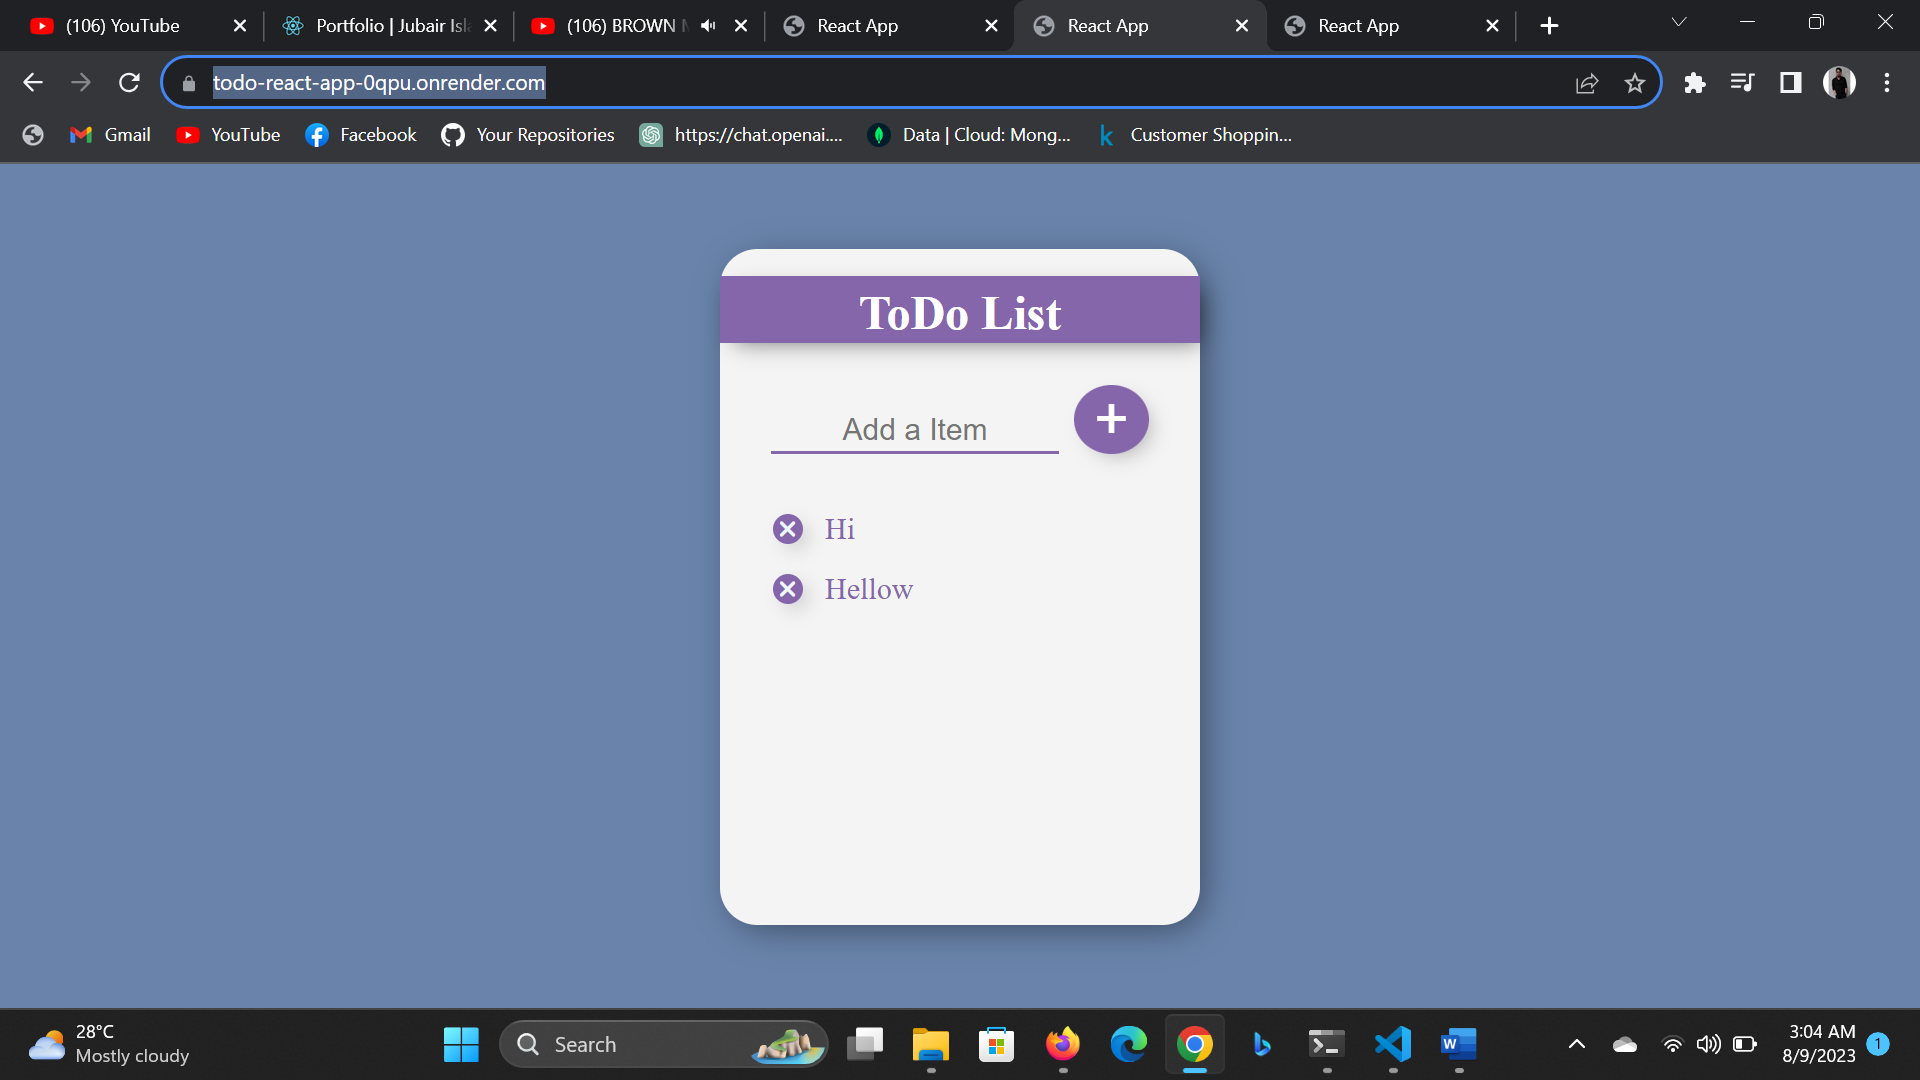 (106) YouTube
Portfolio | Jubair Isla
(106) BROWN M
React App
React App
React App
todo-react-app-0qpu.onrender.com
Gmail
YouTube
Facebook
Your Repositories
https://chat.openai....
Data | Cloud: Mong...
k
Customer Shoppin...
ToDo List
Add a Item
+
Hi
Hellow
28°C
Mostly cloudy
Search
W
3:04 AM
8/9/2023
1